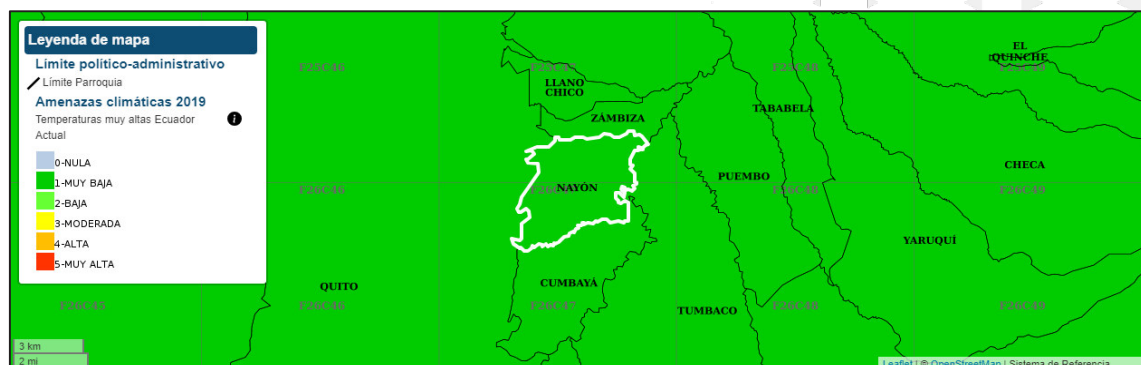 Leyenda de mapa
Límite político-administrativo
Límite Parroquia
Amenazas climáticas 2019
Temperaturas muy altas Ecuador
Actual
0-NULA
1-MUY BAJA
2-BAJA
3-MODERADA
4-ALTA
5-MUY ALTA
EL
QUINCHE
F25C46
F25C48
LLANO
CHICO
TABABELA
ZÁMBIZA
CHECA
PUEMBO
NAYÓN
F26C46
F26C48
F26C49
YARUQUÍ
CUMBAYÁ
QUITO
F26C45
F26C46
F26C47
F26C48
F26C49
TUMBACO
3 km
2 mi
Leaflet | © OpenStreetMap | Sistema de Referencia